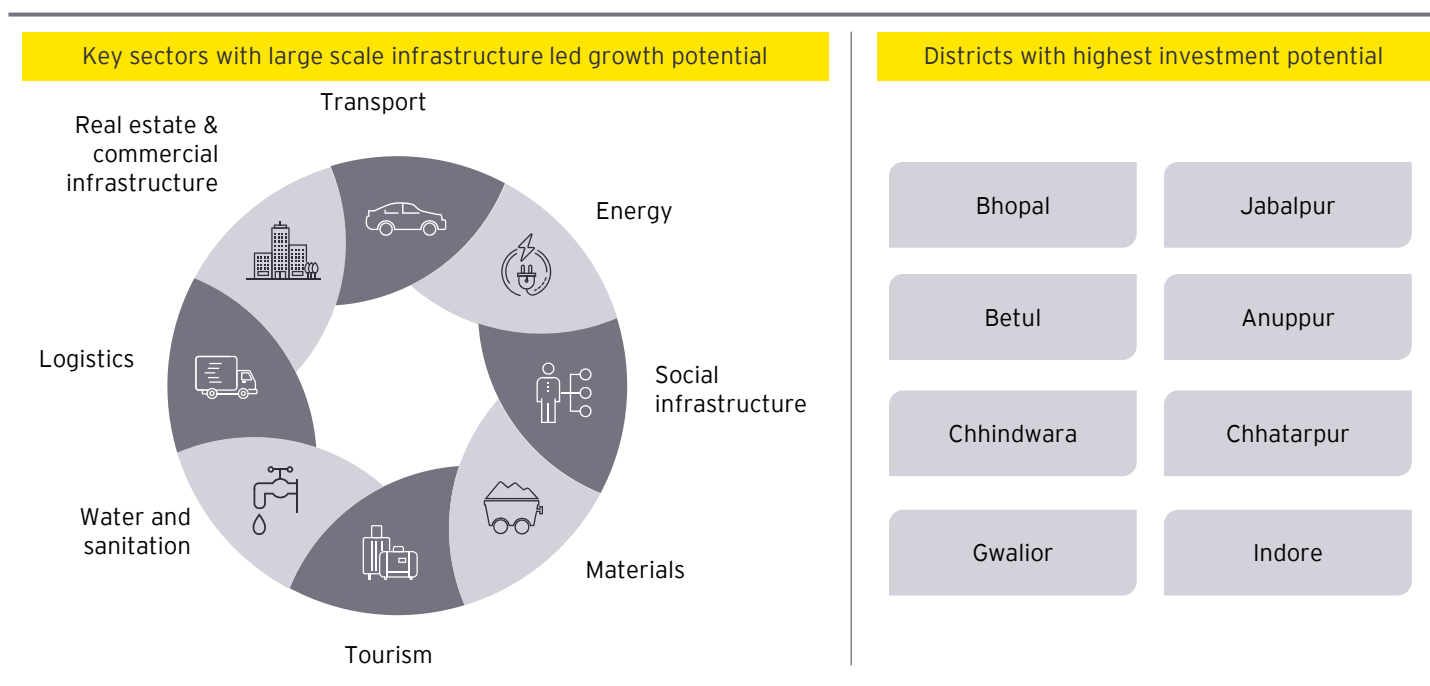 Key sectors with large scale infrastructure led growth potential
Transport
Real estate &
commercial
infrastructure
Energy
Logistics
Social
infrastructure
Water and
sanitation
Materials
Tourism
Districts with highest investment potential
Bhopal
Jabalpur
Betul
Anuppur
Chhindwara
Chhatarpur
Gwalior
Indore